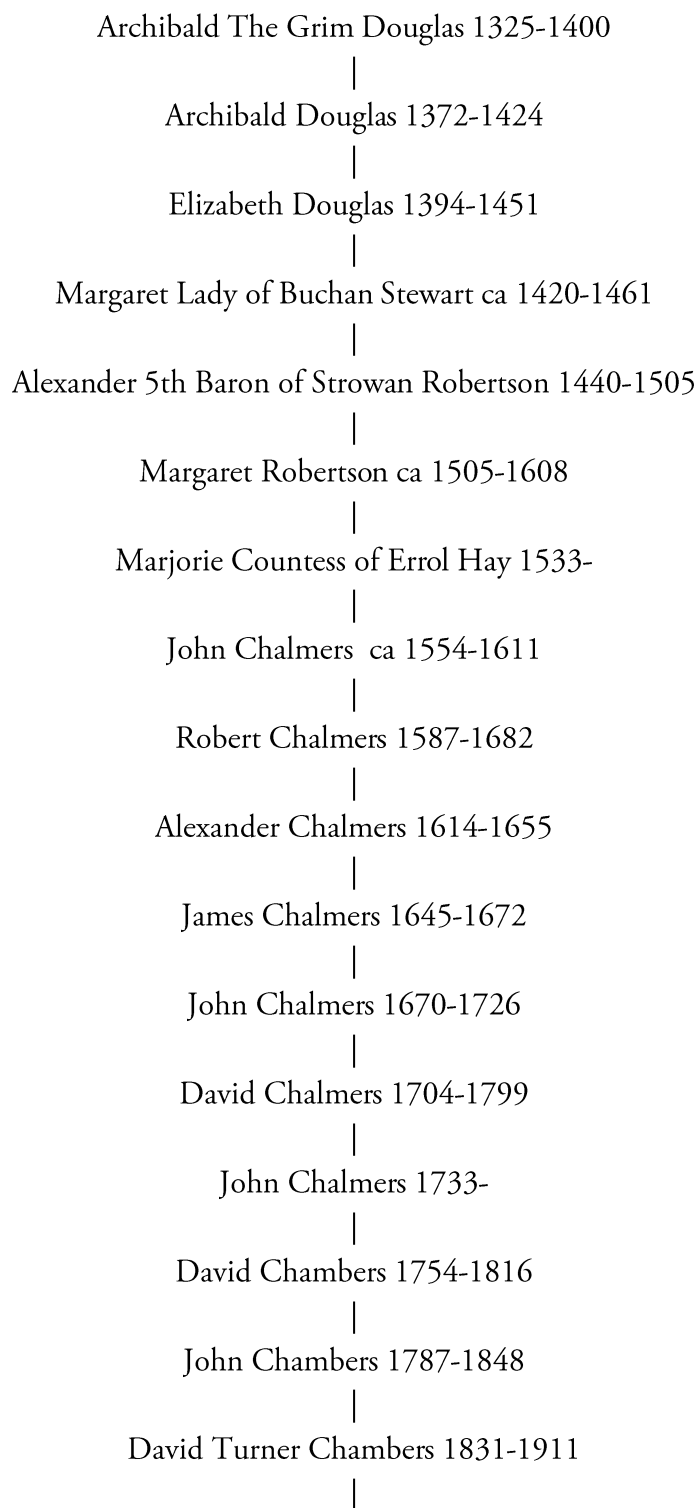 Archibald The Grim Douglas 1325-1400
Archibald Douglas 1372-1424
Elizabeth Douglas 1394-1451
Margaret Lady of Buchan Stewart ca 1420-1461
Alexander 5th Baron of Strowan Robertson 1440-1505
Margaret Robertson ca 1505-1608
Marjorie Countess of Errol Hay 1533-
John Chalmers  ca 1554-1611
Robert Chalmers 1587-1682
Alexander Chalmers 1614-1655
James Chalmers 1645-1672
John Chalmers 1670-1726
David Chalmers 1704-1799
John Chalmers 1733-
David Chambers 1754-1816
John Chambers 1787-1848
David Turner Chambers 1831-1911